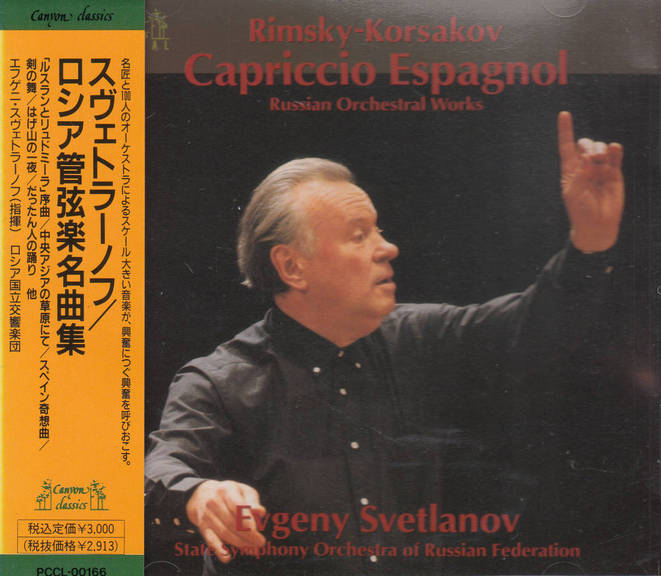 Canyon classics
名匠と100人のオーケストラによるスケール大きい音楽が、興奮につぐ興奮を呼びおこす。
スヴェトラーノフ/
ロシア管弦楽名曲集
「ルスランとリュドミーラ」序曲/中央アジアの草原にて/スペイン奇想曲/
剣の舞/はげ山の一夜/だったん人の踊り 他
エフゲニ・スヴェトラーノフ(指揮) ロシア国立交響楽団
Canyon
classics
税込定価¥3,000
(税抜価格¥2,913)
PCCL-00166
Rimsky-Korsakov
Capriccio Espagnol
Russian Orchestral Works
Evgeny Svetlanov
State Symphony Orchestra of Russian Federation